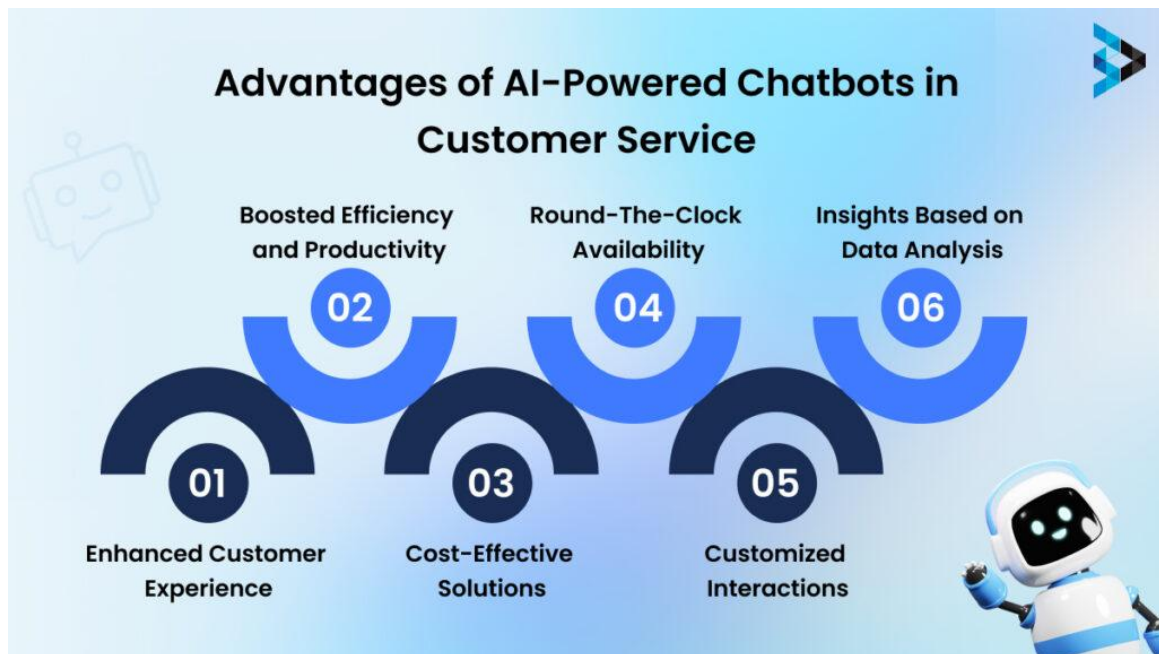 Advantages of AI-Powered Chatbots in
Customer Service
01
Enhanced Customer
Experience
Boosted Efficiency
and Productivity
02
03
Cost-Effective
Solutions
Round-The-Clock
Availability
04
05
Customized
Interactions
Insights Based on
Data Analysis
06